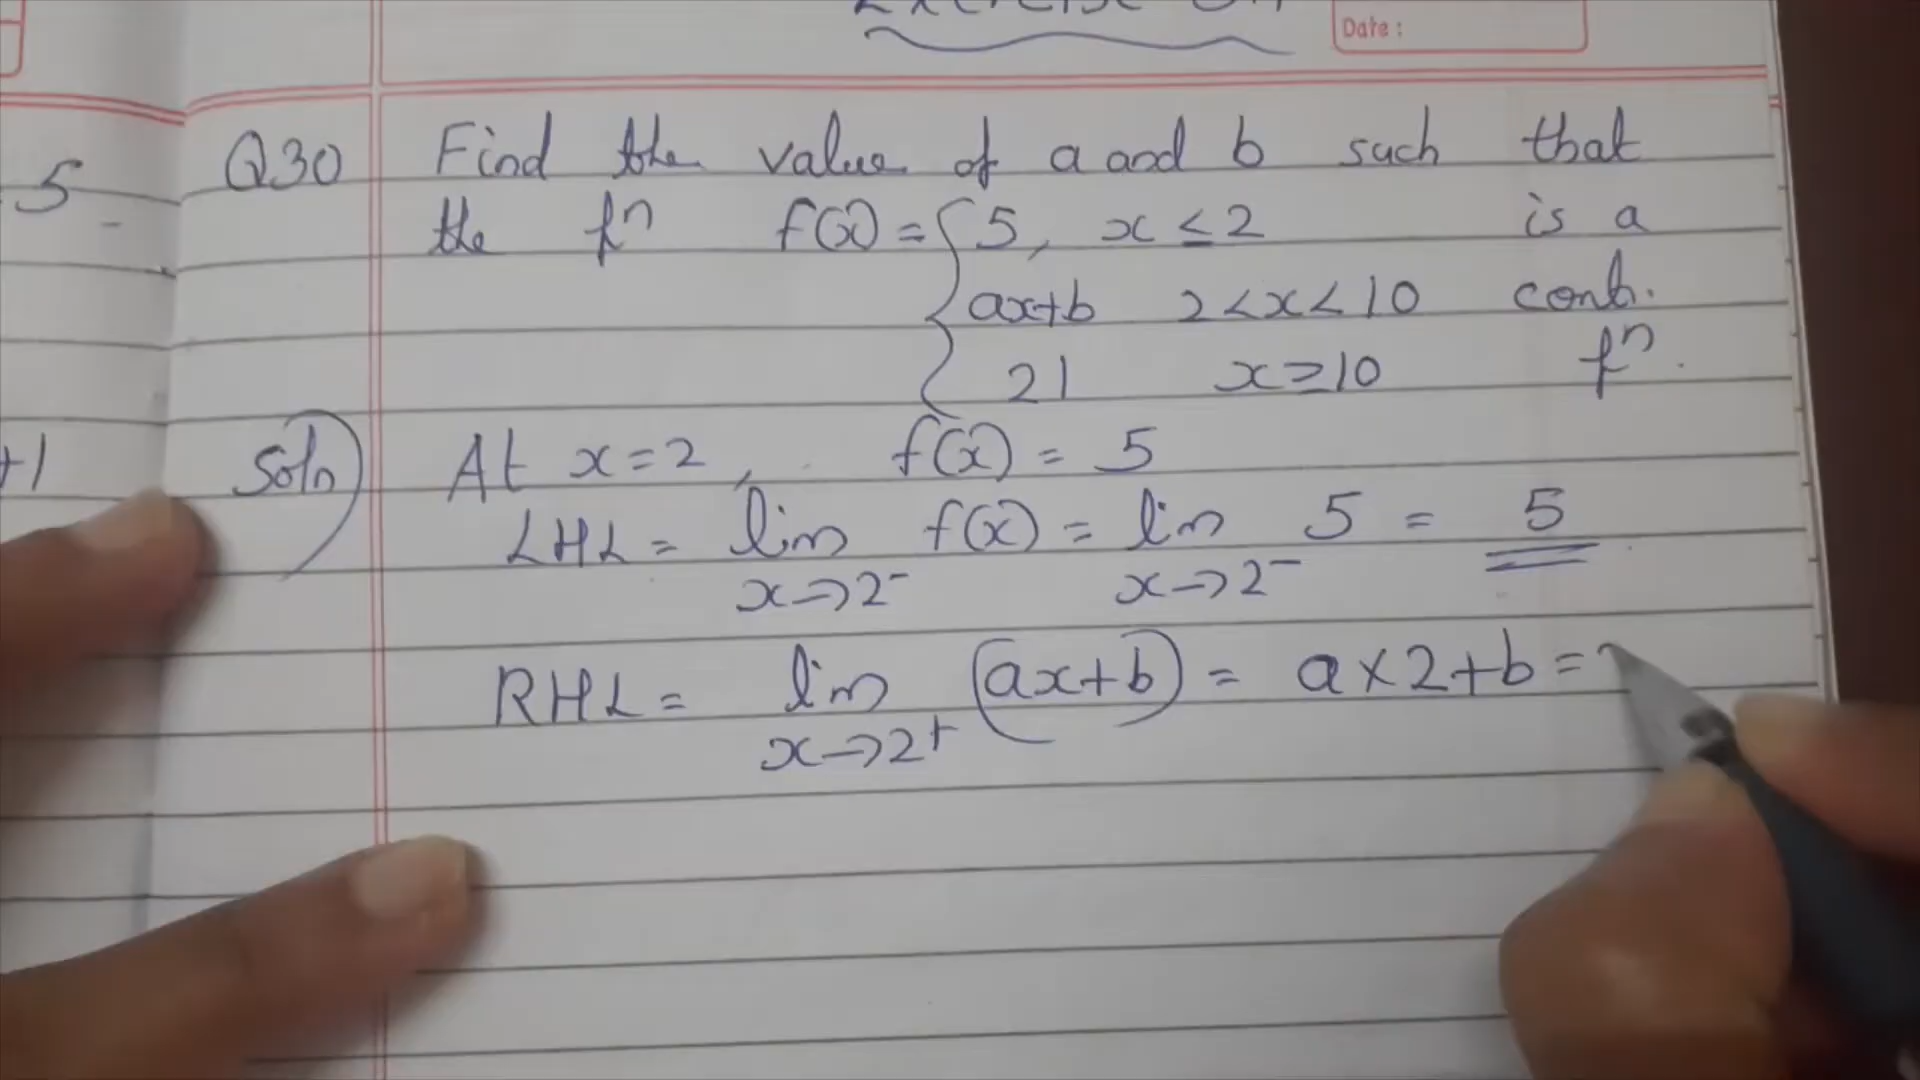 Date :
5
Q30 Find the value of a and b such that
the fⁿ f(x) = { 5, x ≤ 2 is a
ax+b 2<x<10 cont.
21 x≥10 fⁿ.
+1
Soln) At x=2, f(x) = 5
LHL = lim f(x) = lim 5 = 5
x→2⁻ x→2⁻
RHL = lim (ax+b) = a×2+b =
x→2+